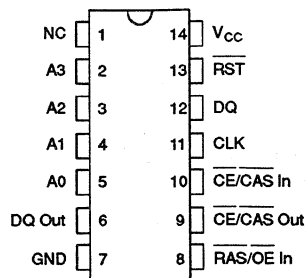 NC 1 14 VCC
A3 2 13 RST
A2 3 12 DQ
A1 4 11 CLK
A0 5 10 CE/CAS In
DQ Out 6 9 CE/CAS Out
GND 7 8 RAS/OE In